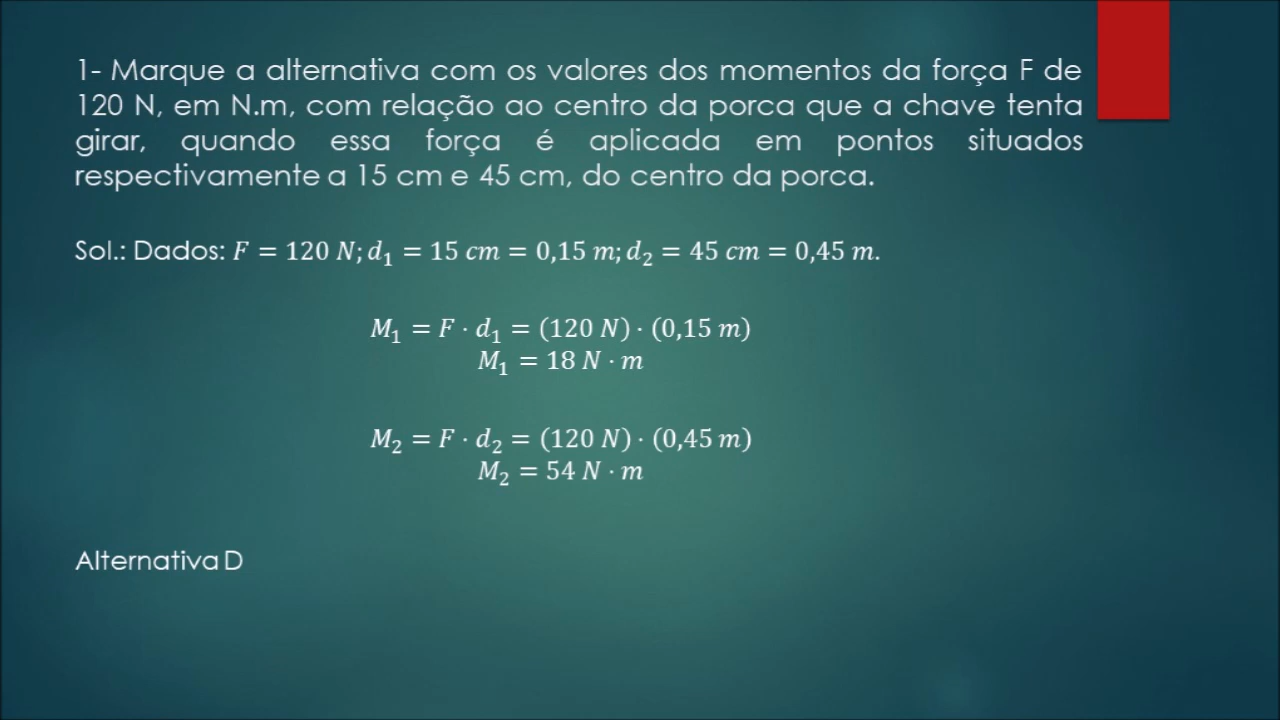 1- Marque a alternativa com os valores dos momentos da força F de
120 N, em N.m, com relação ao centro da porca que a chave tenta
girar, quando essa força é aplicada em pontos situados
respectivamente a 15 cm e 45 cm, do centro da porca.
Sol.: Dados: F = 120 N; d₁ = 15 cm = 0,15 m; d₂ = 45 cm = 0,45 m.
M₁ = F · d₁ = (120 N) · (0,15 m)
M₁ = 18 N · m
M₂ = F · d₂ = (120 N) · (0,45 m)
M₂ = 54 N · m
Alternativa D